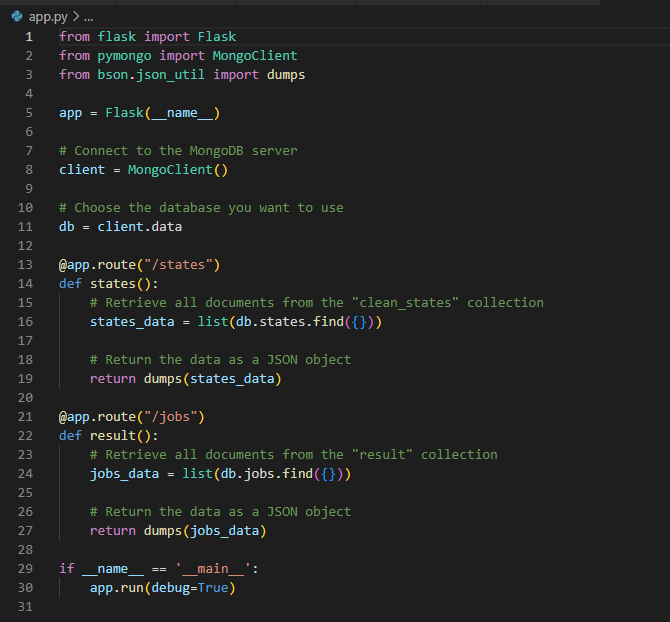 app.py > ...
1 from flask import Flask
2 from pymongo import MongoClient
3 from bson.json_util import dumps
4
5 app = Flask(__name__)
6
7 # Connect to the MongoDB server
8 client = MongoClient()
9
10 # Choose the database you want to use
11 db = client.data
12
13 @app.route("/states")
14 def states():
15     # Retrieve all documents from the "clean_states" collection
16     states_data = list(db.states.find({}))
17
18     # Return the data as a JSON object
19     return dumps(states_data)
20
21 @app.route("/jobs")
22 def result():
23     # Retrieve all documents from the "result" collection
24     jobs_data = list(db.jobs.find({}))
25
26     # Return the data as a JSON object
27     return dumps(jobs_data)
28
29 if __name__ == '__main__':
30     app.run(debug=True)
31